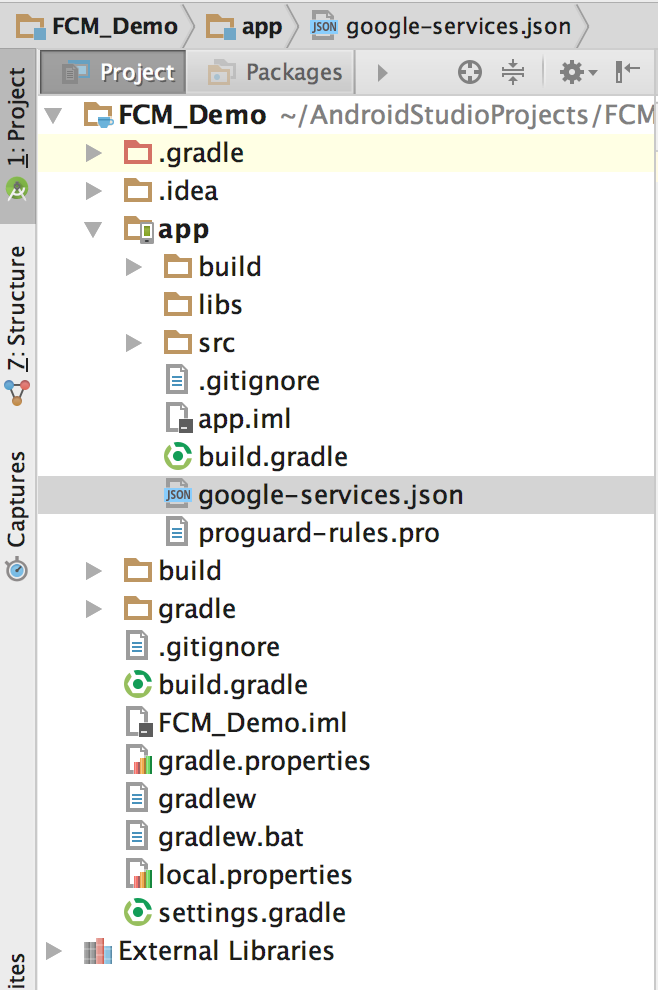 FCM_Demo app google-services.json
Project Packages
1: Project
7: Structure
Captures
ites
FCM_Demo ~/AndroidStudioProjects/FCM
.gradle
.idea
app
build
libs
src
.gitignore
app.iml
build.gradle
JSON google-services.json
proguard-rules.pro
build
gradle
.gitignore
build.gradle
FCM_Demo.iml
gradle.properties
gradlew
gradlew.bat
local.properties
settings.gradle
External Libraries